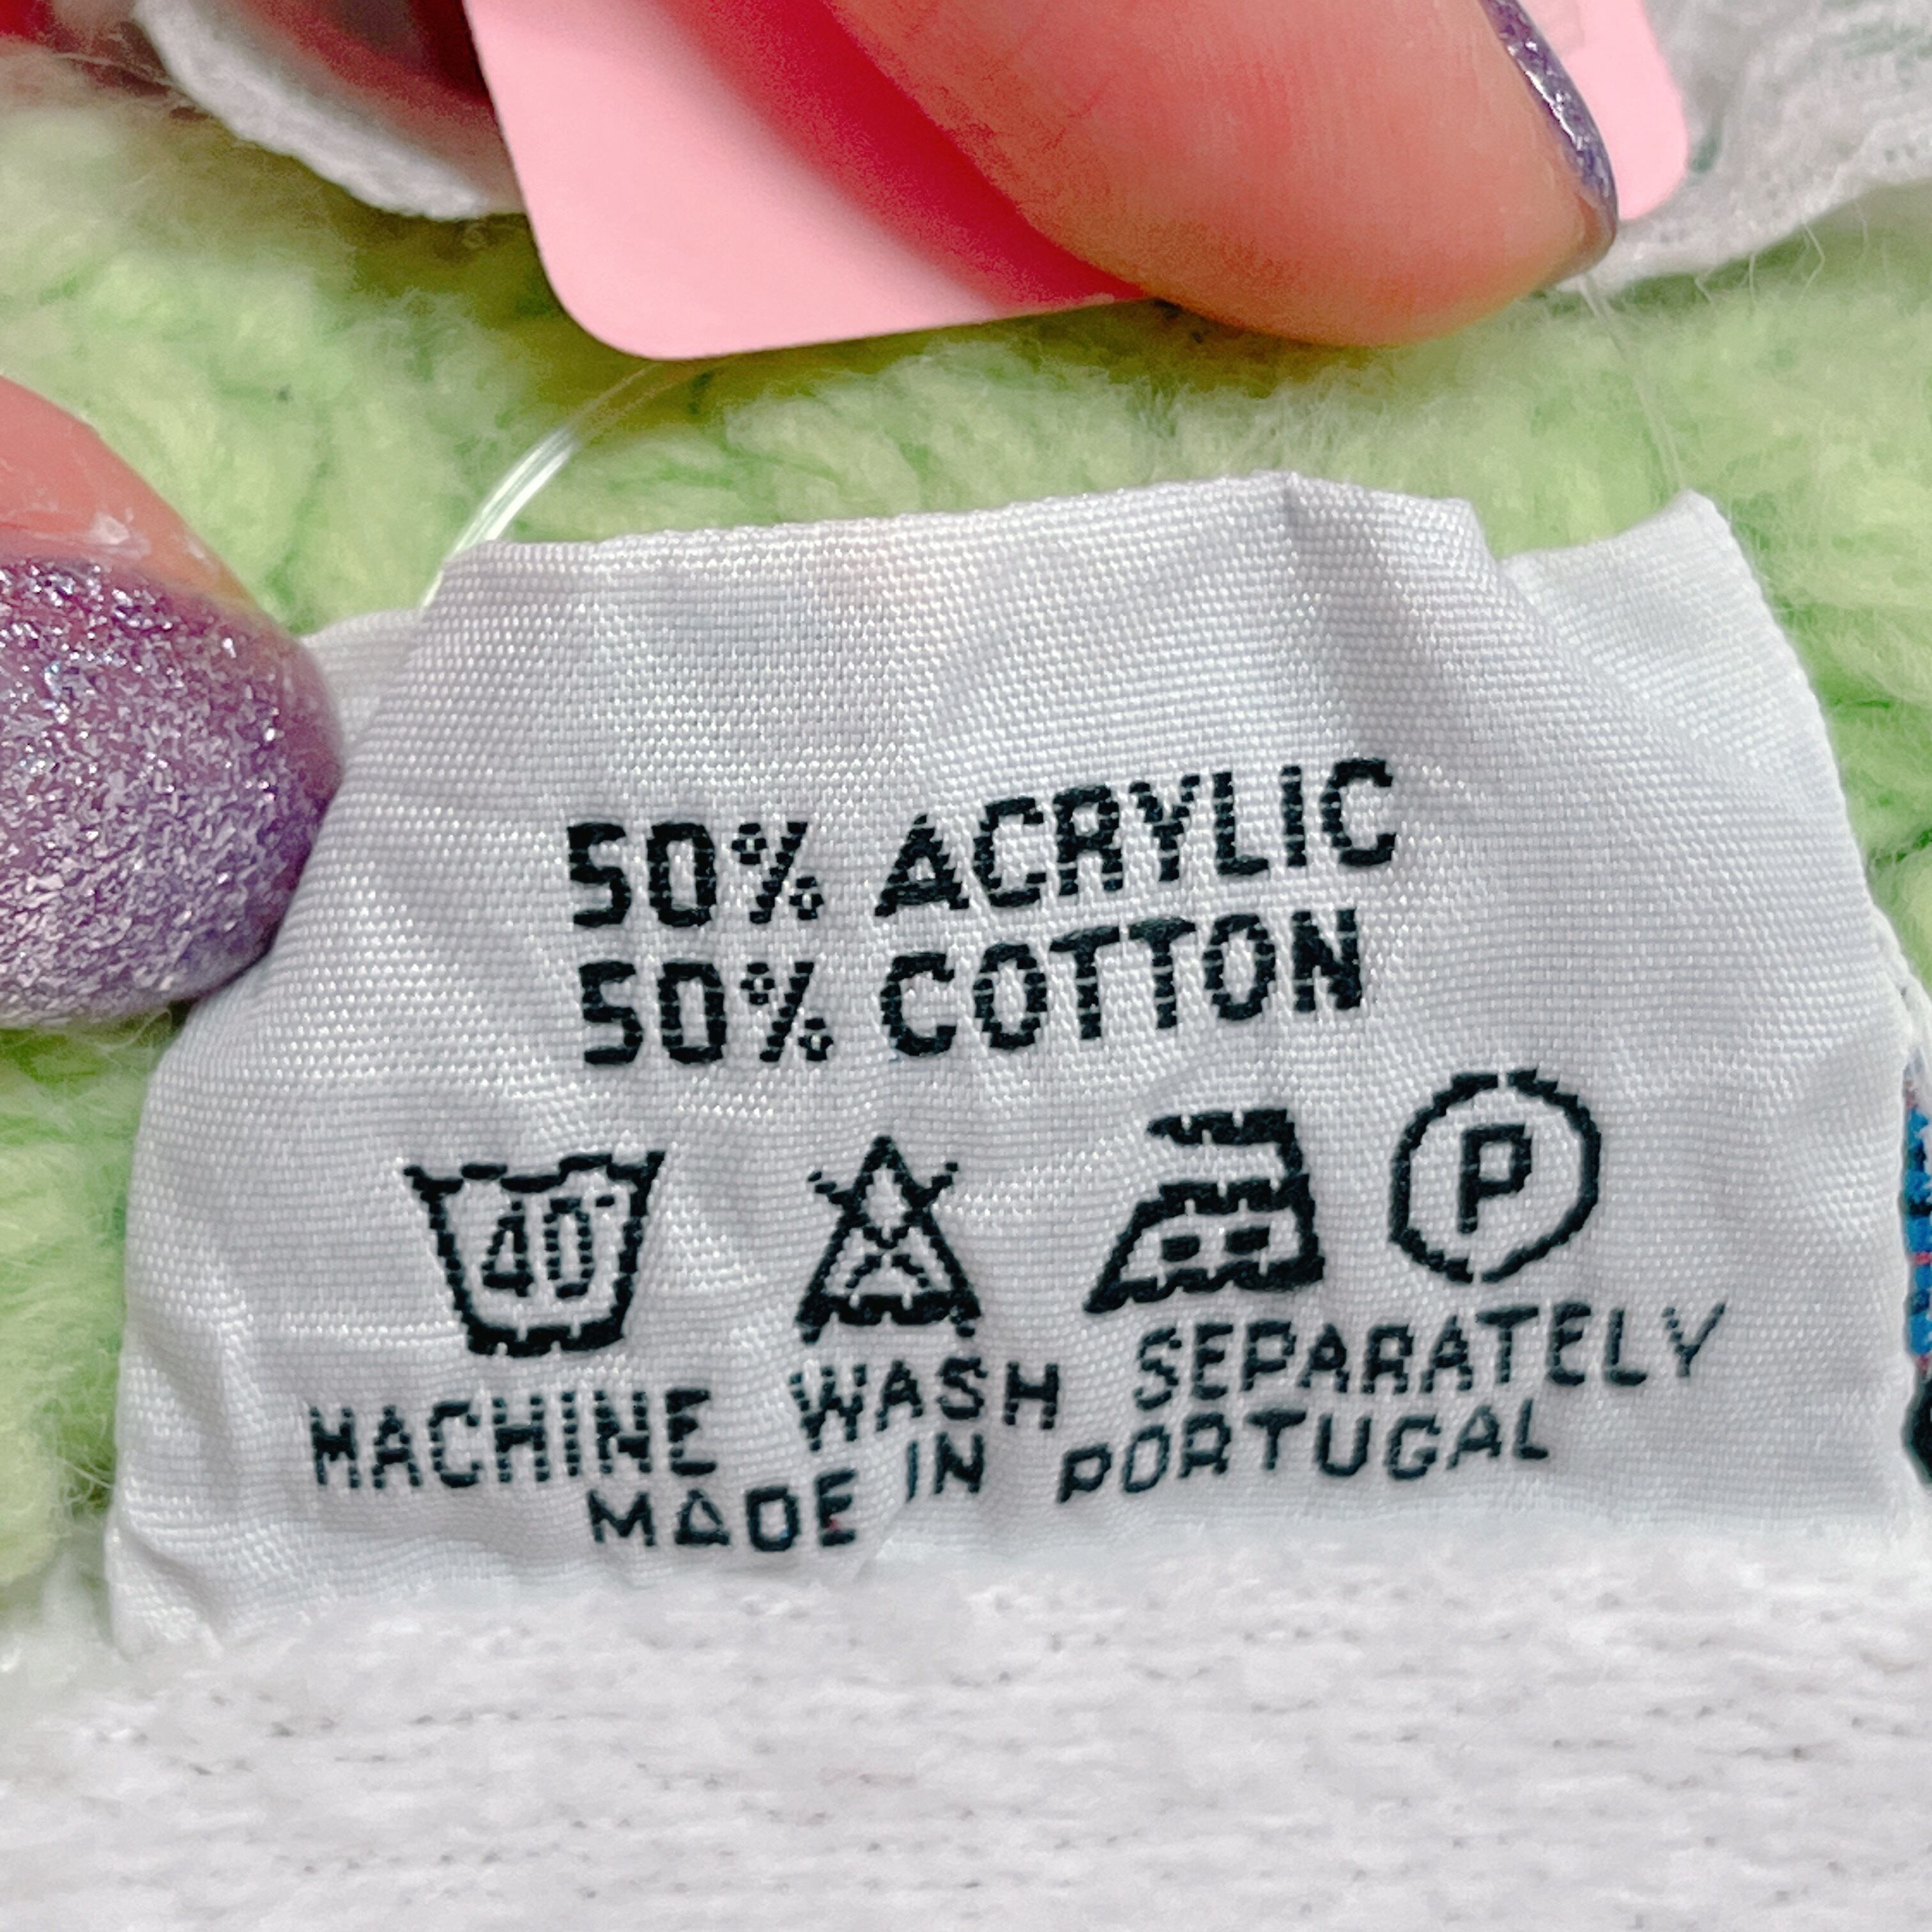 50% ACRYLIC
50% COTTON
40°
P
MACHINE WASH SEPARATELY
MADE IN PORTUGAL